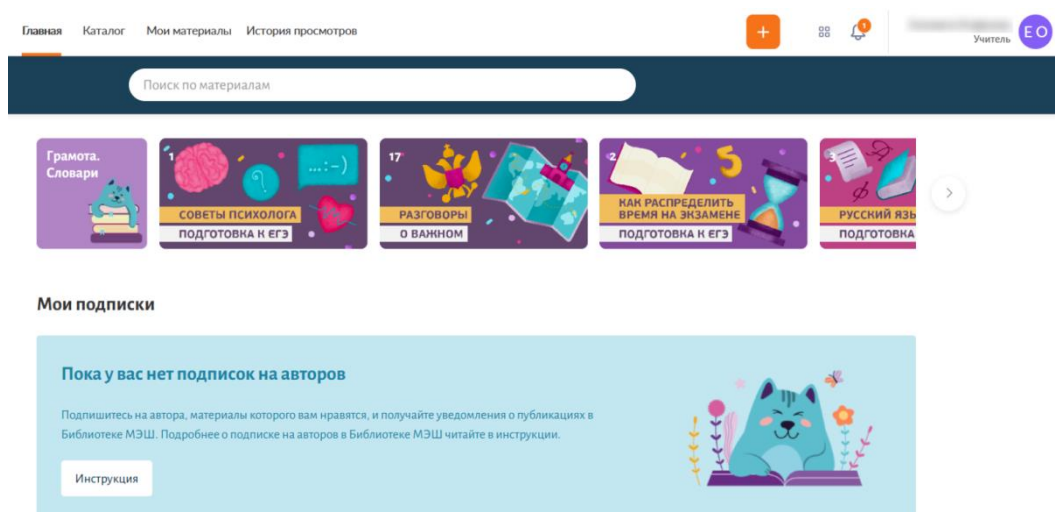 Главная Каталог Мои материалы История просмотров
+
1
Учитель
ЕО
Поиск по материалам
Грамота.
Словари
1
...:-)
СОВЕТЫ ПСИХОЛОГА
ПОДГОТОВКА К ЕГЭ
17
РАЗГОВОРЫ
О ВАЖНОМ
2
5
КАК РАСПРЕДЕЛИТЬ
ВРЕМЯ НА ЭКЗАМЕНЕ
ПОДГОТОВКА К ЕГЭ
3
РУССКИЙ ЯЗЫ
ПОДГОТОВКА
Мои подписки
Пока у вас нет подписок на авторов
Подпишитесь на автора, материалы которого вам нравятся, и получайте уведомления о публикациях в
Библиотеке МЭШ. Подробнее о подписке на авторов в Библиотеке МЭШ читайте в инструкции.
Инструкция